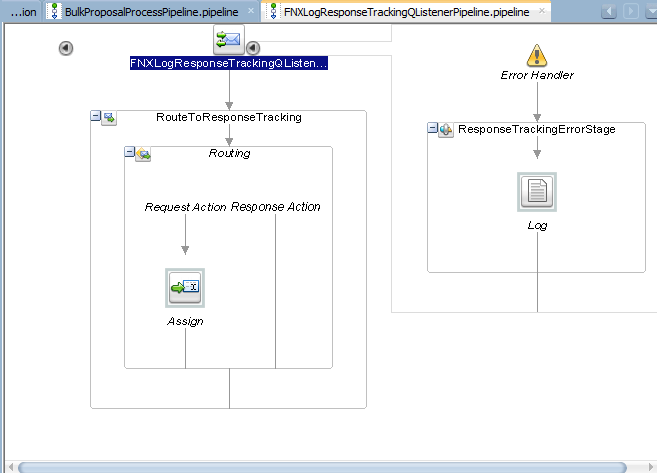 ...ion
BulkProposalProcessPipeline.pipeline
FNXLogResponseTrackingQListenerPipeline.pipeline
FNXLogResponseTrackingQListen...
RouteToResponseTracking
Routing
Request Action
Response Action
Assign
Error Handler
ResponseTrackingErrorStage
Log